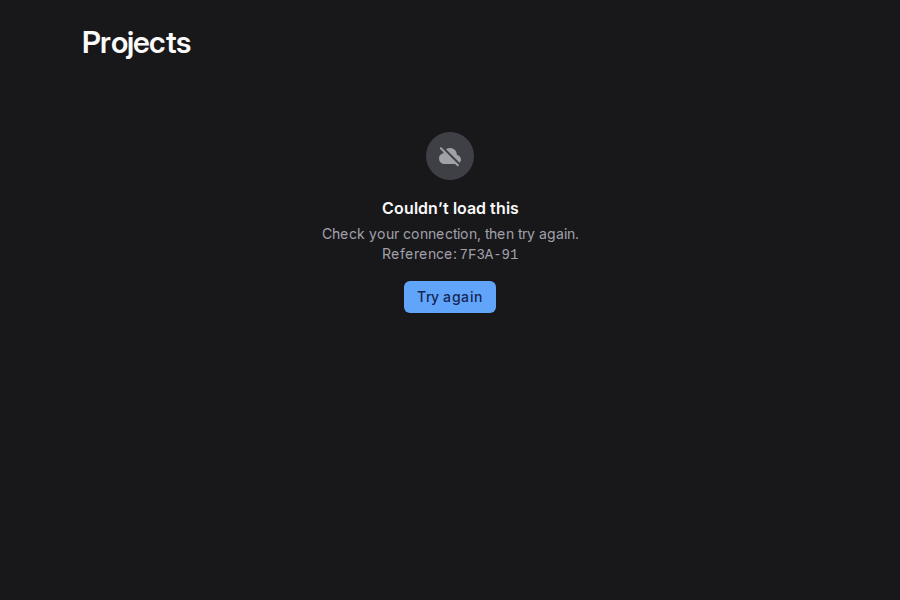 Projects
Couldn’t load this
Check your connection, then try again.
Reference: 7F3A-91
Try again